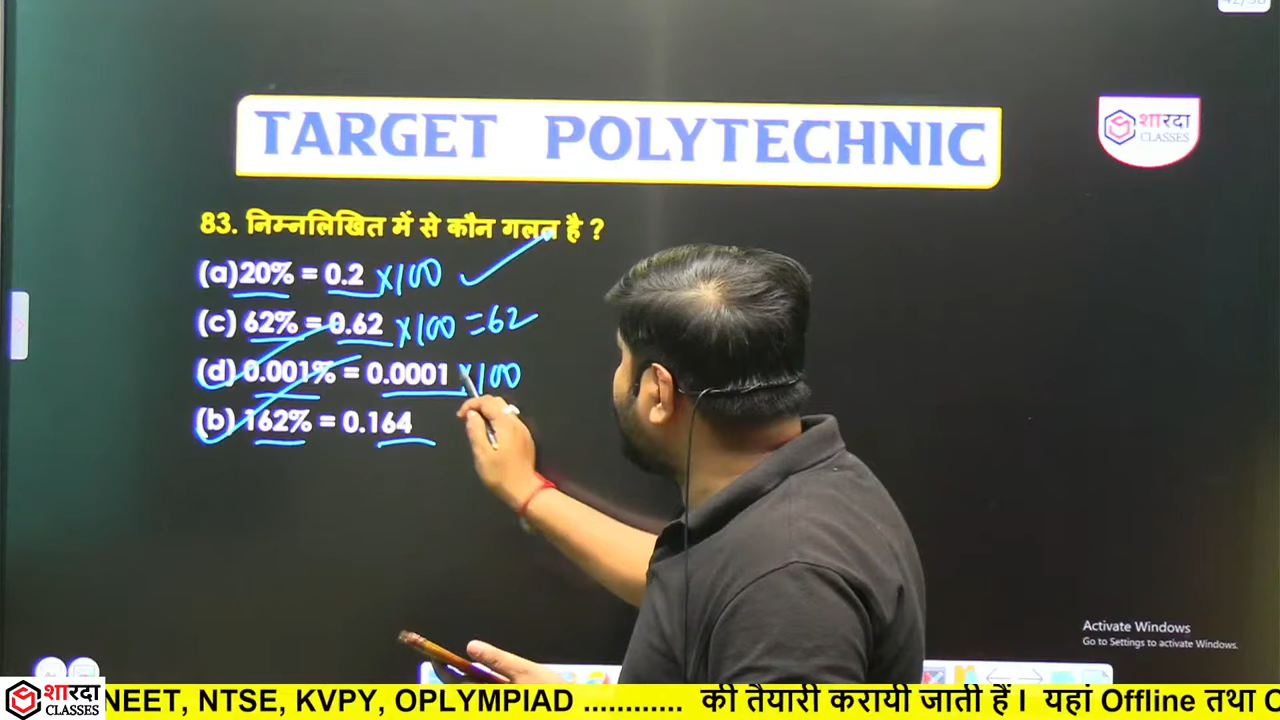 TARGET POLYTECHNIC
शारदा
CLASSES
83. निम्नलिखित में से कौन गलत है ?
(a)20% = 0.2 ×100
(c) 62% = 0.62 ×100 =62
(d) 0.001% = 0.0001 ×100
(b) 162% = 0.164
Activate Windows
Go to Settings to activate Windows.
शारदा
CLASSES
NEET, NTSE, KVPY, OPLYMPIAD ............ की तैयारी करायी जाती हैं। यहां Offline तथा